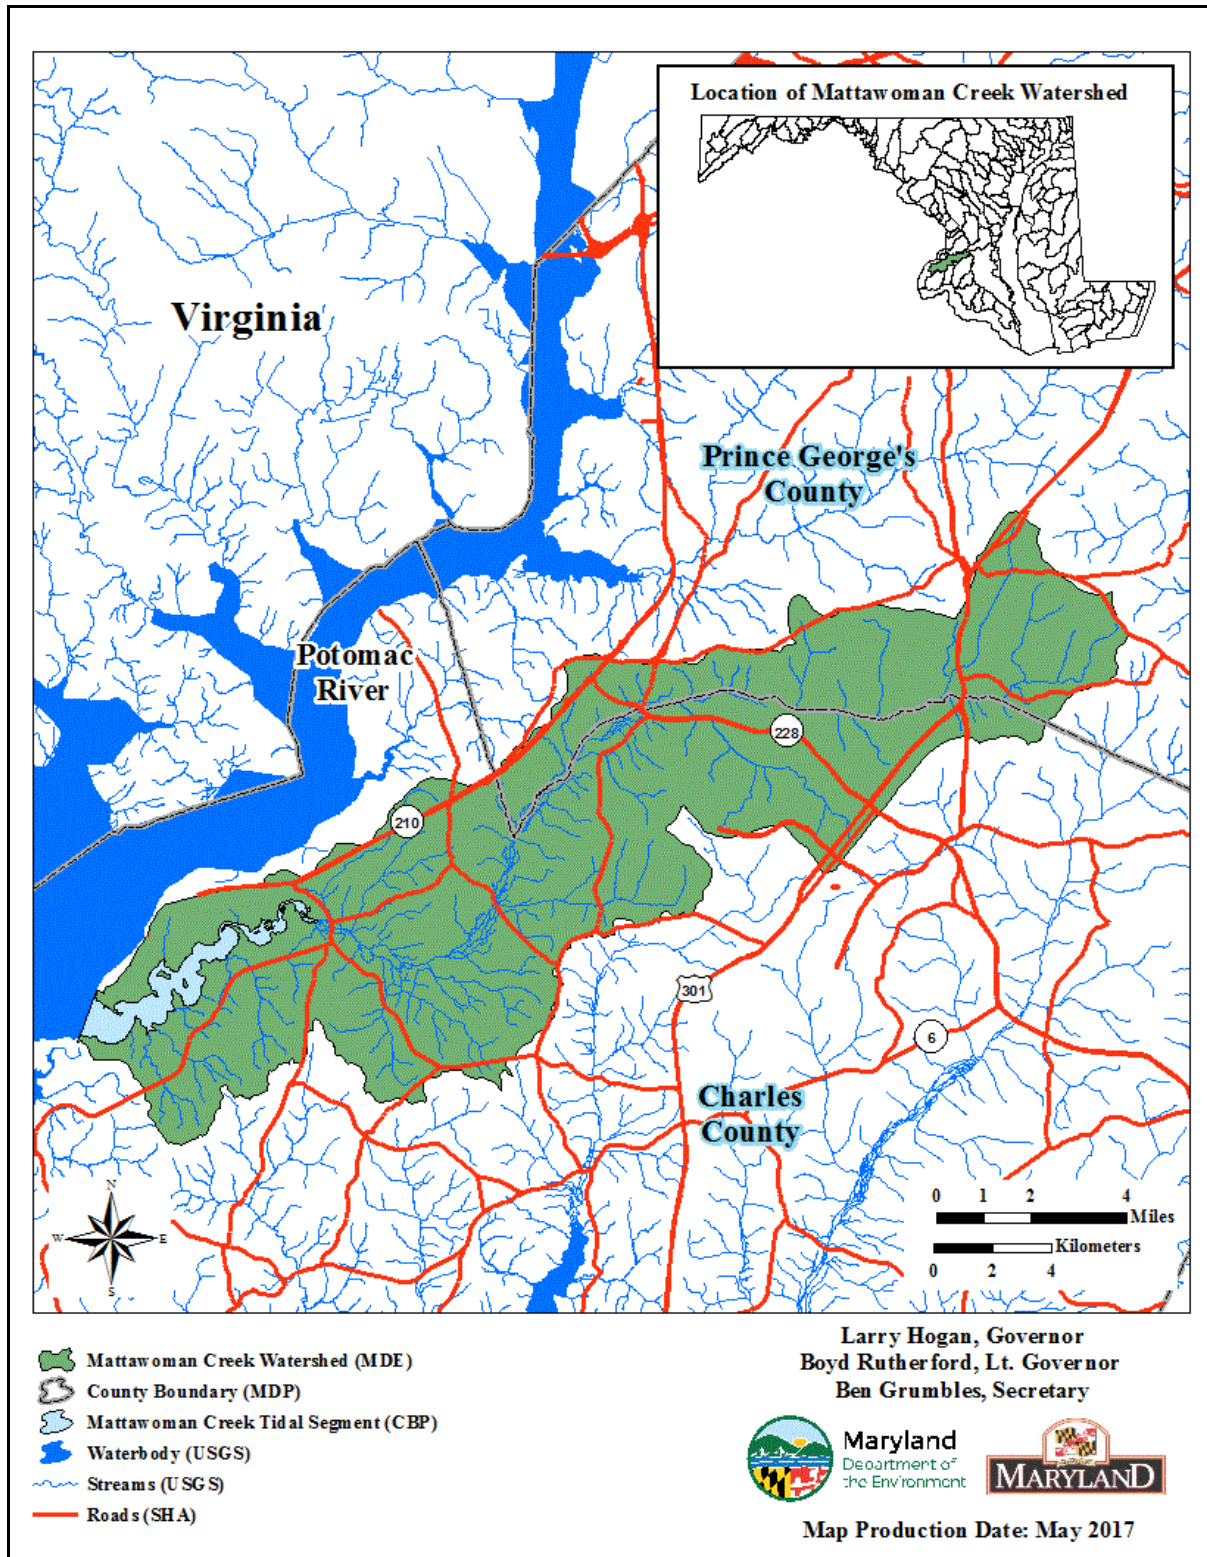 Location of Mattawoman Creek Watershed
Virginia
Prince George's
County
Potomac
River
228
210
301
6
Charles
County
N
W
E
S
0 1 2 4
Miles
Kilometers
0 2 4
Mattawoman Creek Watershed (MDE)
County Boundary (MDP)
Mattawoman Creek Tidal Segment (CBP)
Waterbody (USGS)
Streams (USGS)
Roads (SHA)
Larry Hogan, Governor
Boyd Rutherford, Lt. Governor
Ben Grumbles, Secretary
Maryland
Department of
the Environment
MARYLAND
Map Production Date: May 2017